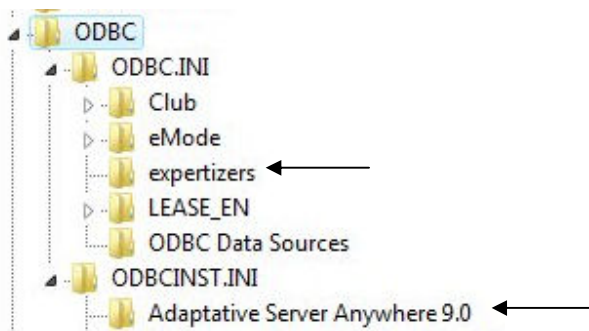 ODBC
ODBC.INI
Club
eMode
expertizers
LEASE_EN
ODBC Data Sources
ODBCINST.INI
Adaptative Server Anywhere 9.0